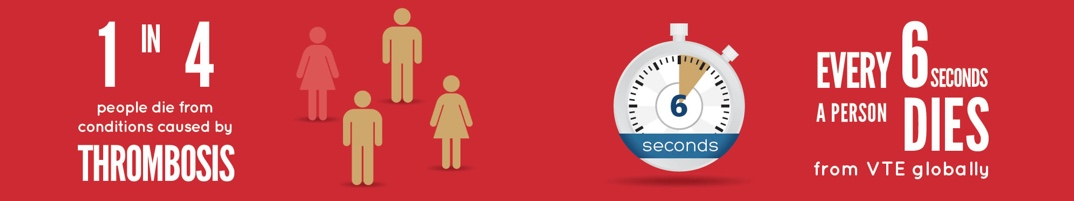 1 IN 4
people die from
conditions caused by
THROMBOSIS
6
seconds
EVERY 6 SECONDS
A PERSON DIES
from VTE globally